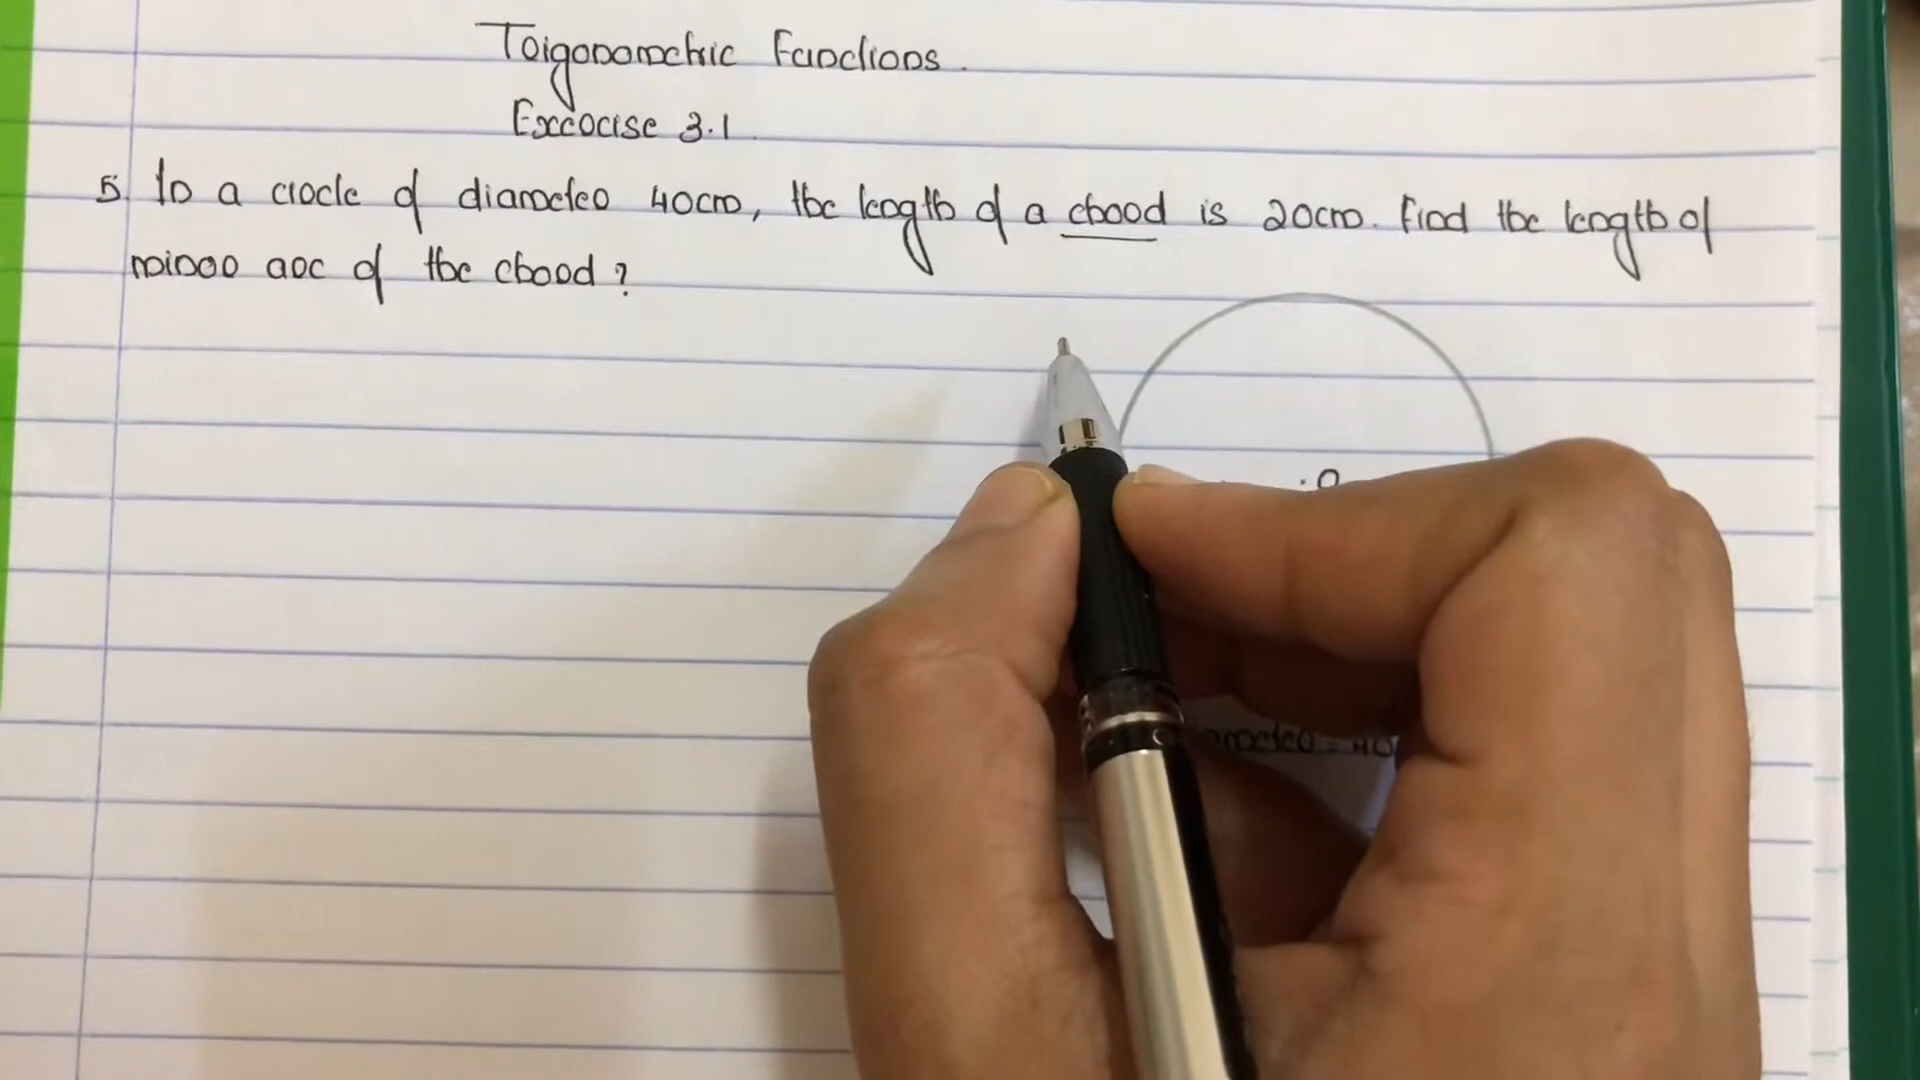 Trigonometric Functions.
Exercise 3.1.
5. In a circle of diameter 40cm, the length of a chord is 20cm. Find the length of
minor arc of the chord?
O